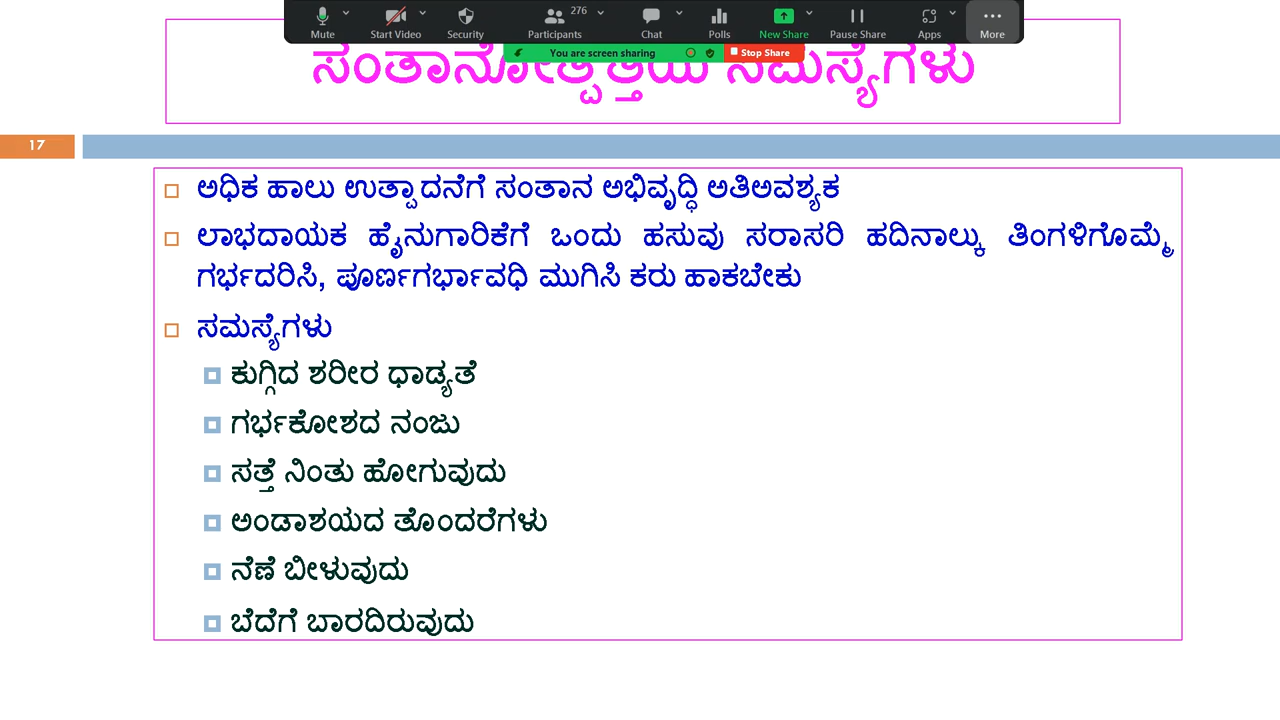 276
Mute Start Video Security Participants Chat Polls New Share Pause Share Apps More
You are screen sharing Stop Share
ಸಂತಾನೋತ್ಪತ್ತಿಯ ಸಮಸ್ಯೆಗಳು
17
ಅಧಿಕ ಹಾಲು ಉತ್ಪಾದನೆಗೆ ಸಂತಾನ ಅಭಿವೃದ್ಧಿ ಅತಿಅವಶ್ಯಕ
ಲಾಭದಾಯಕ ಹೈನುಗಾರಿಕೆಗೆ ಒಂದು ಹಸುವು ಸರಾಸರಿ ಹದಿನಾಲ್ಕು ತಿಂಗಳಿಗೊಮ್ಮೆ
ಗರ್ಭದರಿಸಿ, ಪೂರ್ಣಗರ್ಭಾವಧಿ ಮುಗಿಸಿ ಕರು ಹಾಕಬೇಕು
ಸಮಸ್ಯೆಗಳು
ಕುಗ್ಗಿದ ಶರೀರ ಧಾಡ್ಯತೆ
ಗರ್ಭಕೋಶದ ನಂಜು
ಸತ್ತೆ ನಿಂತು ಹೋಗುವುದು
ಅಂಡಾಶಯದ ತೊಂದರೆಗಳು
ನೆಣೆ ಬೀಳುವುದು
ಬೆದೆಗೆ ಬಾರದಿರುವುದು